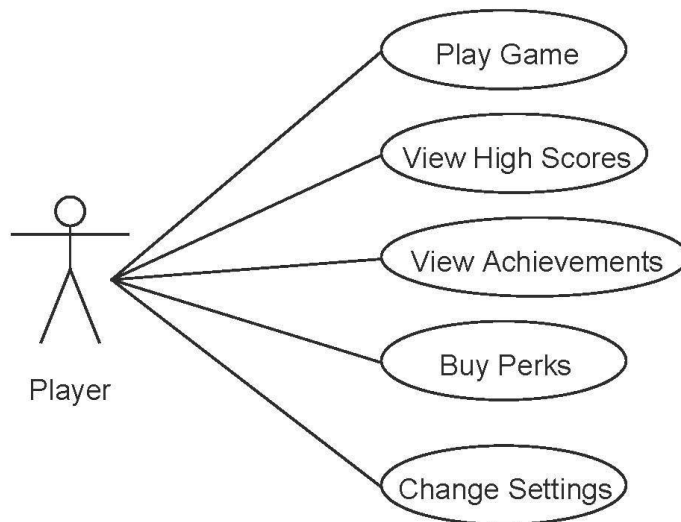 Play Game
View High Scores
View Achievements
Buy Perks
Player
Change Settings